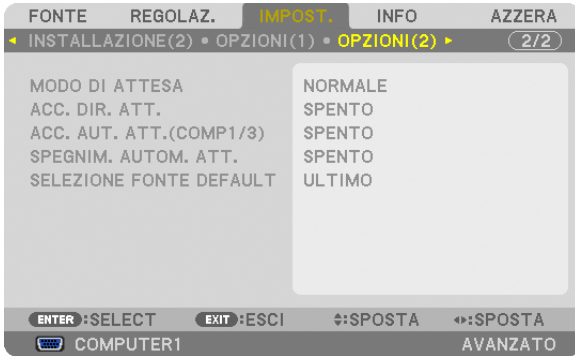 FONTE REGOLAZ. IMPOST. INFO AZZERA
INSTALLAZIONE(2) • OPZIONI(1) • OPZIONI(2) 2/2
MODO DI ATTESA NORMALE
ACC. DIR. ATT. SPENTO
ACC. AUT. ATT.(COMP1/3) SPENTO
SPEGNIM. AUTOM. ATT. SPENTO
SELEZIONE FONTE DEFAULT ULTIMO
ENTER :SELECT EXIT :ESCI :SPOSTA :SPOSTA
COMPUTER1 AVANZATO